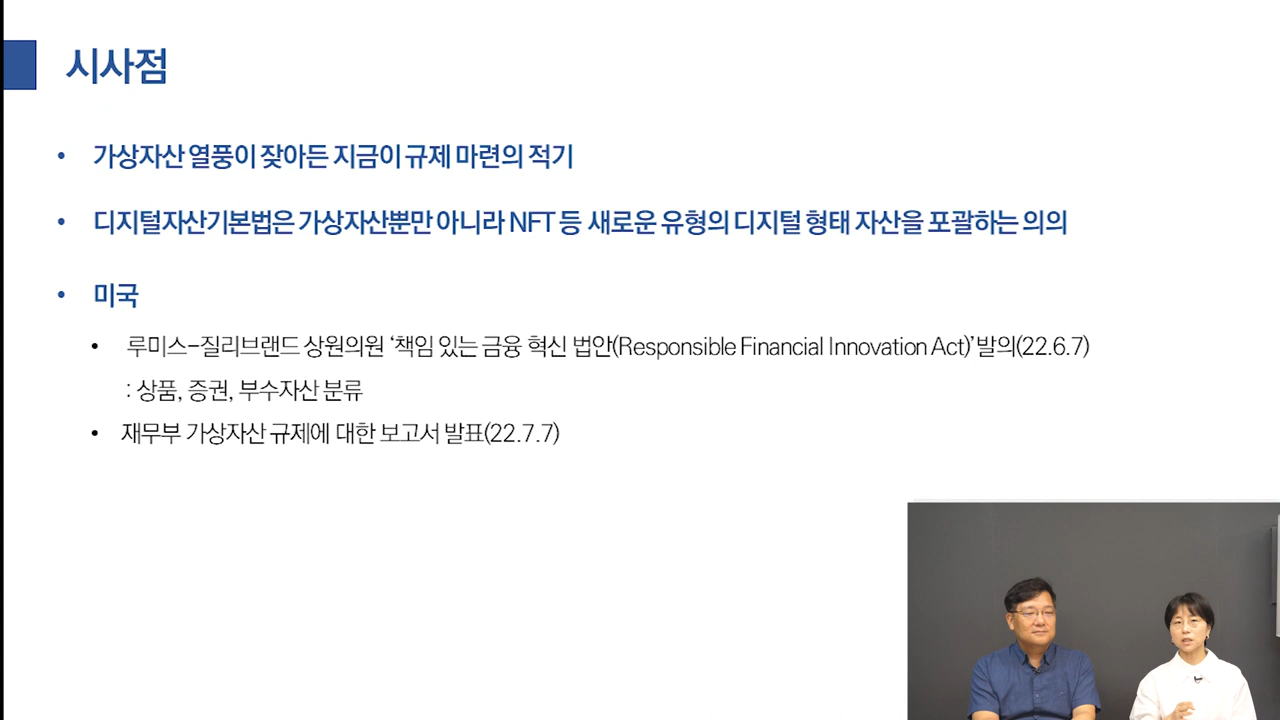 시사점
• 가상자산 열풍이 잦아든 지금이 규제 마련의 적기
• 디지털자산기본법은 가상자산뿐만 아니라 NFT 등 새로운 유형의 디지털 형태 자산을 포괄하는 의의
• 미국
• 루미스-질리브랜드 상원의원 ‘책임 있는 금융 혁신 법안(Responsible Financial Innovation Act)’발의(22.6.7)
: 상품, 증권, 부수자산 분류
• 재무부 가상자산 규제에 대한 보고서 발표(22.7.7)